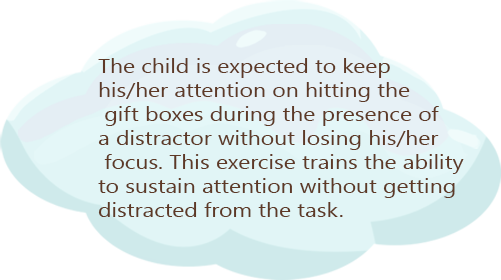 The child is expected to keep
his/her attention on hitting the
gift boxes during the presence of
a distractor without losing his/her
focus. This exercise trains the ability
to sustain attention without getting
distracted from the task.